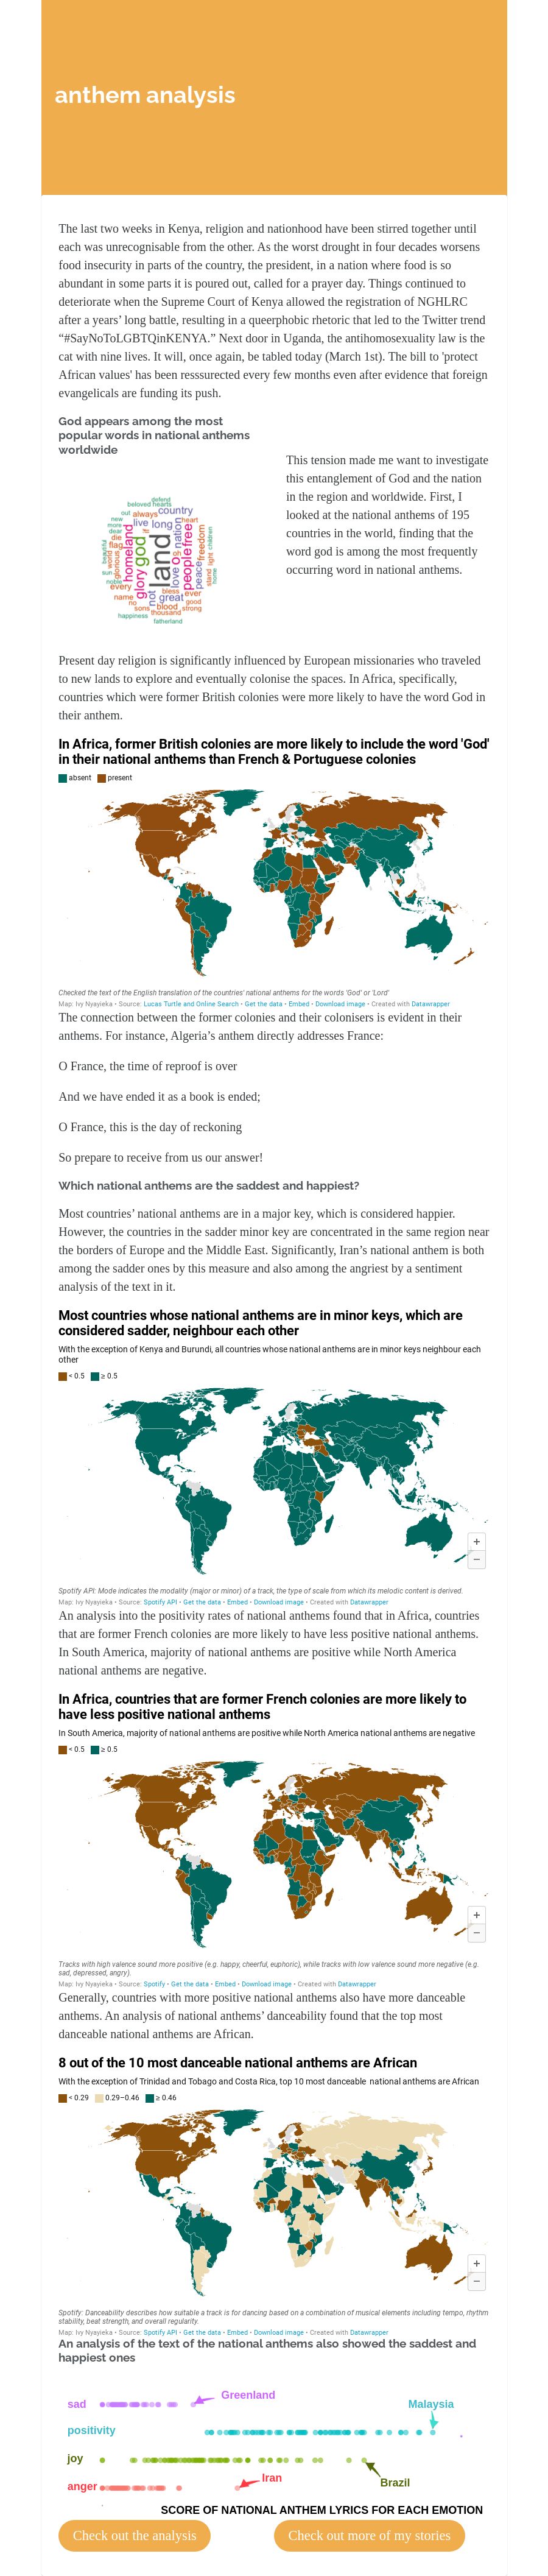 anthem analysis
The last two weeks in Kenya, religion and nationhood have been stirred together until
each was unrecognisable from the other. As the worst drought in four decades worsens
food insecurity in parts of the country, the president, in a nation where food is so
abundant in some parts it is poured out, called for a prayer day. Things continued to
deteriorate when the Supreme Court of Kenya allowed the registration of NGHLRC
after a years’ long battle, resulting in a queerphobic rhetoric that led to the Twitter trend
“#SayNoToLGBTQinKENYA.” Next door in Uganda, the antihomosexuality law is the
cat with nine lives. It will, once again, be tabled today (March 1st). The bill to 'protect
African values' has been resssurected every few months even after evidence that foreign
evangelicals are funding its push.
God appears among the most
popular words in national anthems
worldwide
defend
beloved hearts
out always country
new live long heart
more
dear
die
flag
if
nation
beautiful
world
glorious
homeland
god
land
oh
people
free
freedom
children
sun
noble
glory
love
peace
stand
light
home
every
not
bless
ever
name
great
good
no
sons
blood
strong
thousand
happiness
fatherland
This tension made me want to investigate
this entanglement of God and the nation
in the region and worldwide. First, I
looked at the national anthems of 195
countries in the world, finding that the
word god is among the most frequently
occurring word in national anthems.
Present day religion is significantly influenced by European missionaries who traveled
to new lands to explore and eventually colonise the spaces. In Africa, specifically,
countries which were former British colonies were more likely to have the word God in
their anthem.
In Africa, former British colonies are more likely to include the word 'God'
in their national anthems than French & Portuguese colonies
absent present
Checked the text of the English translation of the countries' national anthems for the words 'God' or 'Lord'
Map: Ivy Nyayieka • Source: Lucas Turtle and Online Search • Get the data • Embed • Download image • Created with Datawrapper
The connection between the former colonies and their colonisers is evident in their
anthems. For instance, Algeria’s anthem directly addresses France:
O France, the time of reproof is over
And we have ended it as a book is ended;
O France, this is the day of reckoning
So prepare to receive from us our answer!
Which national anthems are the saddest and happiest?
Most countries’ national anthems are in a major key, which is considered happier.
However, the countries in the sadder minor key are concentrated in the same region near
the borders of Europe and the Middle East. Significantly, Iran’s national anthem is both
among the sadder ones by this measure and also among the angriest by a sentiment
analysis of the text in it.
Most countries whose national anthems are in minor keys, which are
considered sadder, neighbour each other
With the exception of Kenya and Burundi, all countries whose national anthems are in minor keys neighbour each
other
< 0.5 ≥ 0.5
+
−
Spotify API: Mode indicates the modality (major or minor) of a track, the type of scale from which its melodic content is derived.
Map: Ivy Nyayieka • Source: Spotify API • Get the data • Embed • Download image • Created with Datawrapper
An analysis into the positivity rates of national anthems found that in Africa, countries
that are former French colonies are more likely to have less positive national anthems.
In South America, majority of national anthems are positive while North America
national anthems are negative.
In Africa, countries that are former French colonies are more likely to
have less positive national anthems
In South America, majority of national anthems are positive while North America national anthems are negative
< 0.5 ≥ 0.5
+
−
Tracks with high valence sound more positive (e.g. happy, cheerful, euphoric), while tracks with low valence sound more negative (e.g.
sad, depressed, angry).
Map: Ivy Nyayieka • Source: Spotify • Get the data • Embed • Download image • Created with Datawrapper
Generally, countries with more positive national anthems also have more danceable
anthems. An analysis of national anthems’ danceability found that the top most
danceable national anthems are African.
8 out of the 10 most danceable national anthems are African
With the exception of Trinidad and Tobago and Costa Rica, top 10 most danceable national anthems are African
< 0.29 0.29–0.46 ≥ 0.46
+
−
Spotify: Danceability describes how suitable a track is for dancing based on a combination of musical elements including tempo, rhythm
stability, beat strength, and overall regularity.
Map: Ivy Nyayieka • Source: Spotify API • Get the data • Embed • Download image • Created with Datawrapper
An analysis of the text of the national anthems also showed the saddest and
happiest ones
Greenland
sad
Malaysia
positivity
joy
Iran
Brazil
anger
SCORE OF NATIONAL ANTHEM LYRICS FOR EACH EMOTION
Check out the analysis
Check out more of my stories